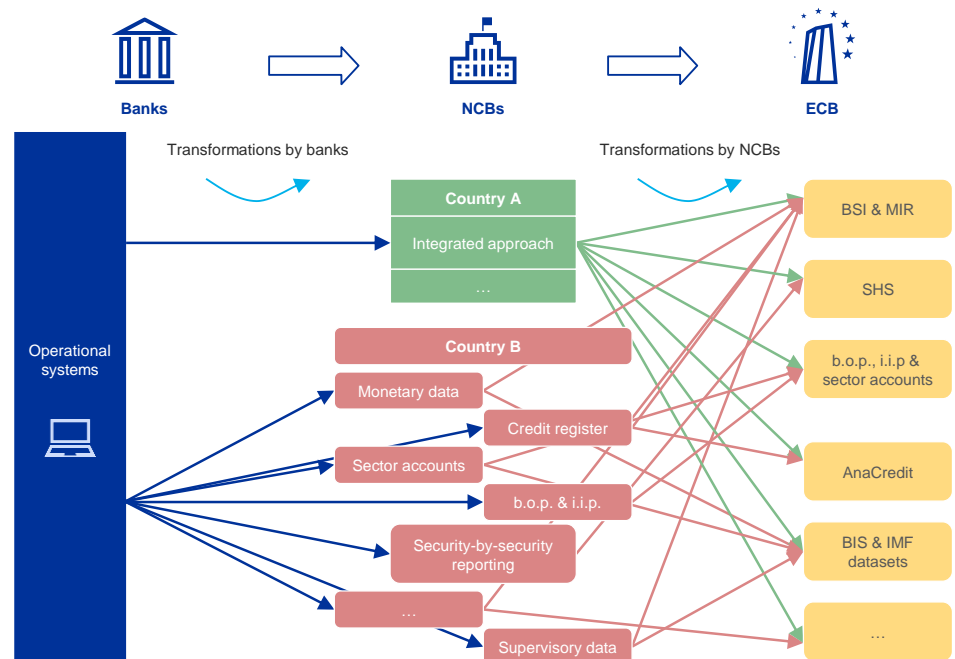 Banks
NCBs
ECB
Transformations by banks
Transformations by NCBs
Country A
Integrated approach
…
Operational
systems
Country B
Monetary data
Credit register
Sector accounts
b.o.p. & i.i.p.
Security-by-security
reporting
…
Supervisory data
BSI & MIR
SHS
b.o.p., i.i.p &
sector accounts
AnaCredit
BIS & IMF
datasets
…